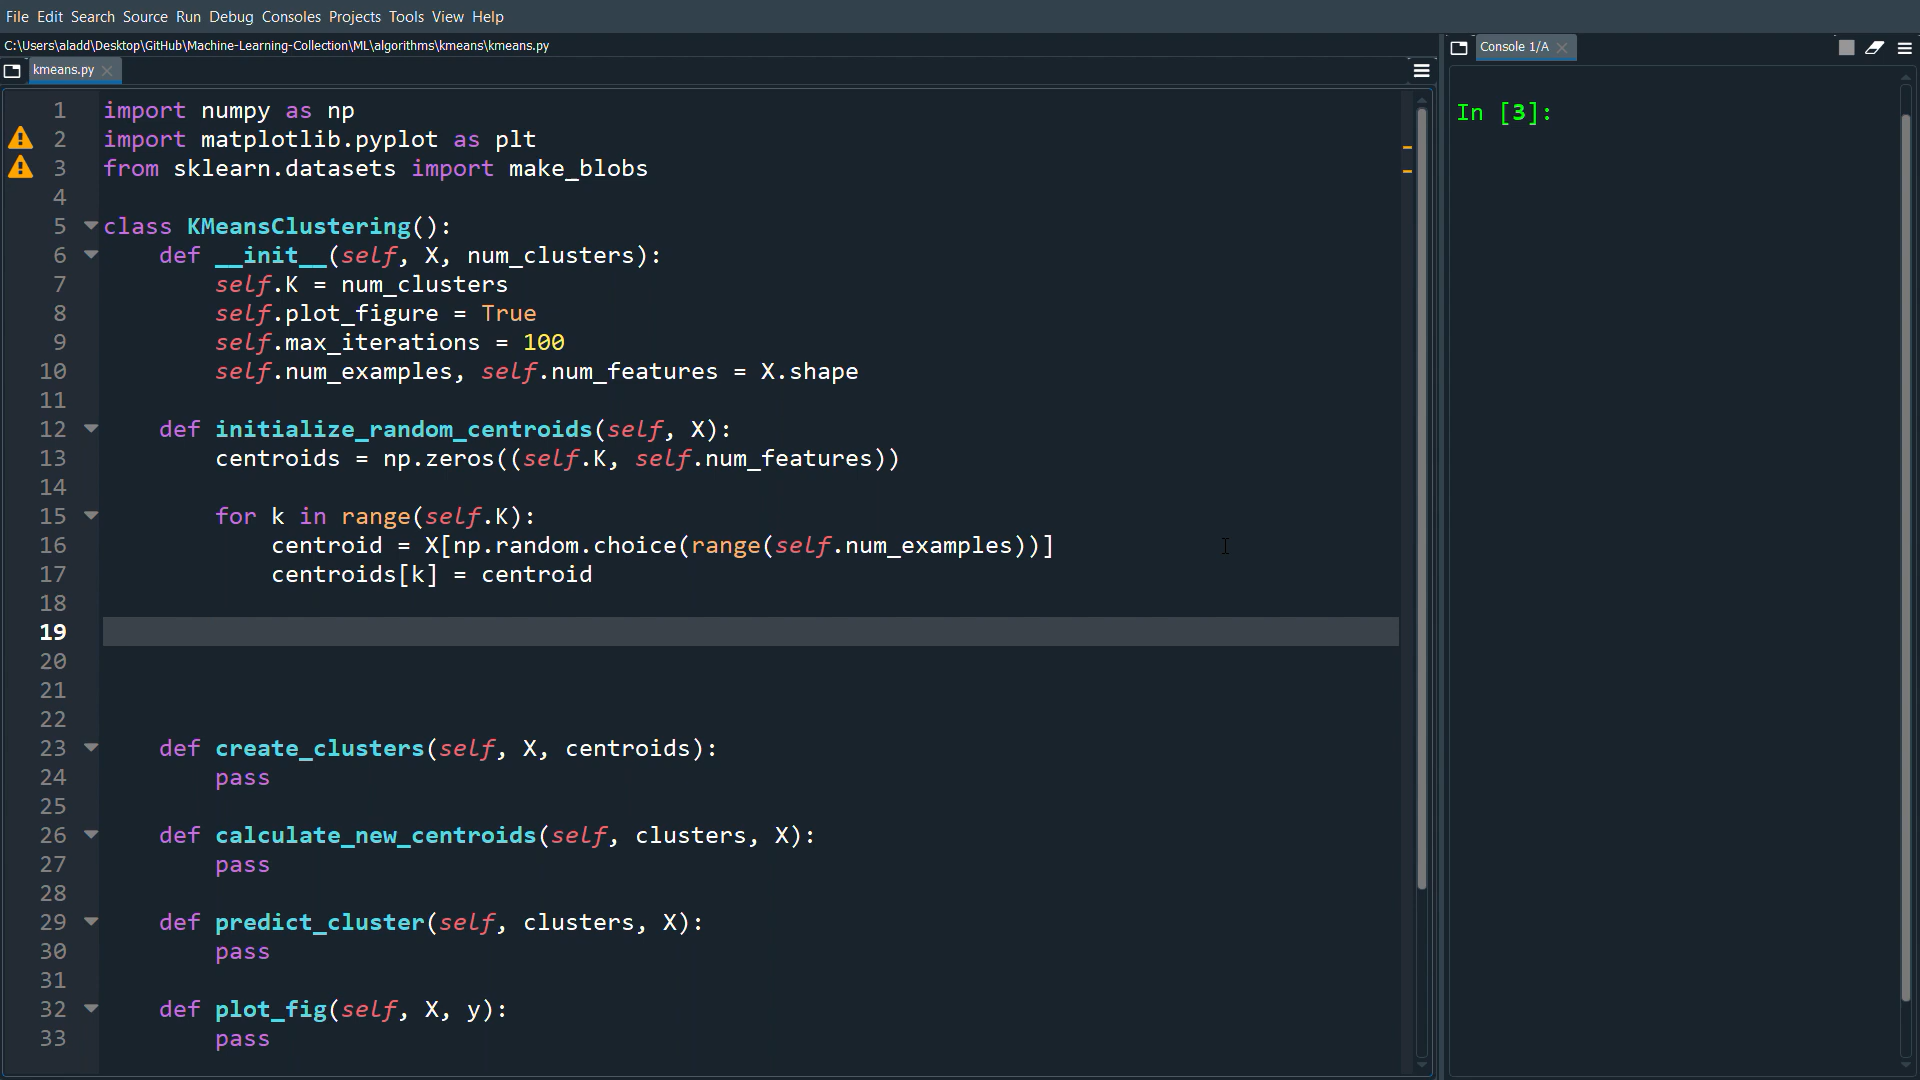 File Edit Search Source Run Debug Consoles Projects Tools View Help
C:\Users\aladd\Desktop\GitHub\Machine-Learning-Collection\ML\algorithms\kmeans\kmeans.py
kmeans.py
Console 1/A
1 import numpy as np
2 import matplotlib.pyplot as plt
3 from sklearn.datasets import make_blobs
4
5 class KMeansClustering():
6     def __init__(self, X, num_clusters):
7         self.K = num_clusters
8         self.plot_figure = True
9         self.max_iterations = 100
10         self.num_examples, self.num_features = X.shape
11
12     def initialize_random_centroids(self, X):
13         centroids = np.zeros((self.K, self.num_features))
14
15         for k in range(self.K):
16             centroid = X[np.random.choice(range(self.num_examples))]
17             centroids[k] = centroid
18
19
20
21
22
23     def create_clusters(self, X, centroids):
24         pass
25
26     def calculate_new_centroids(self, clusters, X):
27         pass
28
29     def predict_cluster(self, clusters, X):
30         pass
31
32     def plot_fig(self, X, y):
33         pass
In [3]: